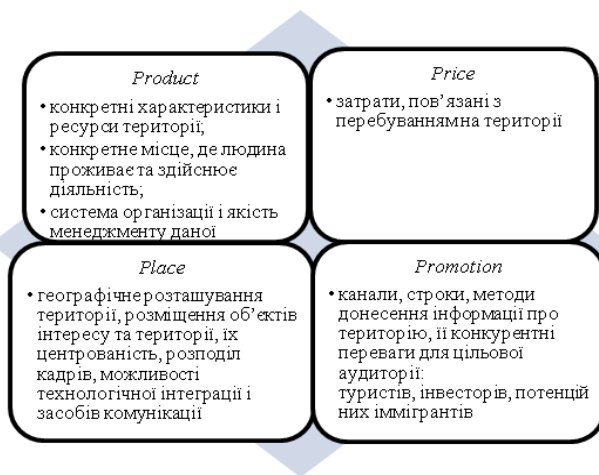 Product
• конкретні характеристики і
ресурси території;
• конкретне місце, де людина
проживає та здійснює
діяльність;
• система організації і якість
менеджменту даної
Price
• затрати, пов’язані з
перебуваннямна території
Place
• географічне розташування
території, розміщення об’єктів
інтересу та території, їх
центрованість, розподіл
кадрів, можливості
технологічної інтеграції і
засобів комунікації
Promotion
• канали, строки, методи
донесення інформації про
територію, її конкурентні
переваги для цільової
аудиторії:
туристів, інвесторів, потенцій
них іммігрантів